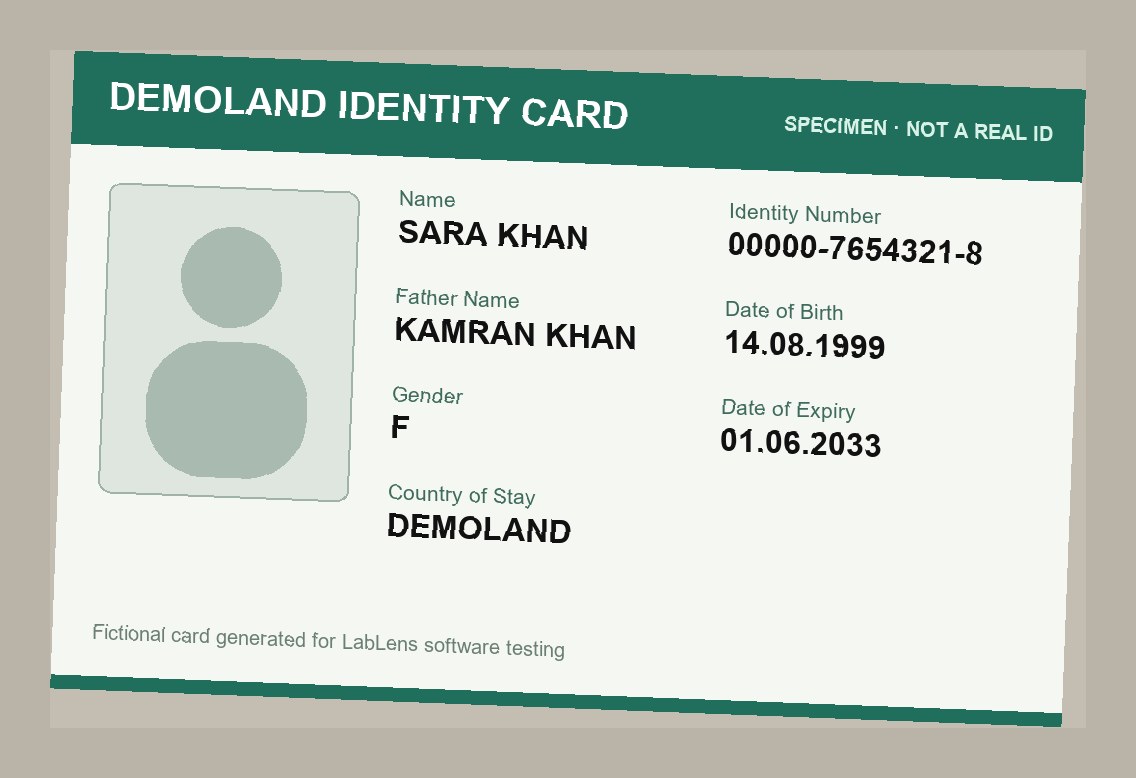 DEMOLAND IDENTITY CARD
SPECIMEN · NOT A REAL ID
Name
SARA KHAN
Father Name
KAMRAN KHAN
Gender
F
Country of Stay
DEMOLAND
Identity Number
00000-7654321-8
Date of Birth
14.08.1999
Date of Expiry
01.06.2033
Fictional card generated for LabLens software testing